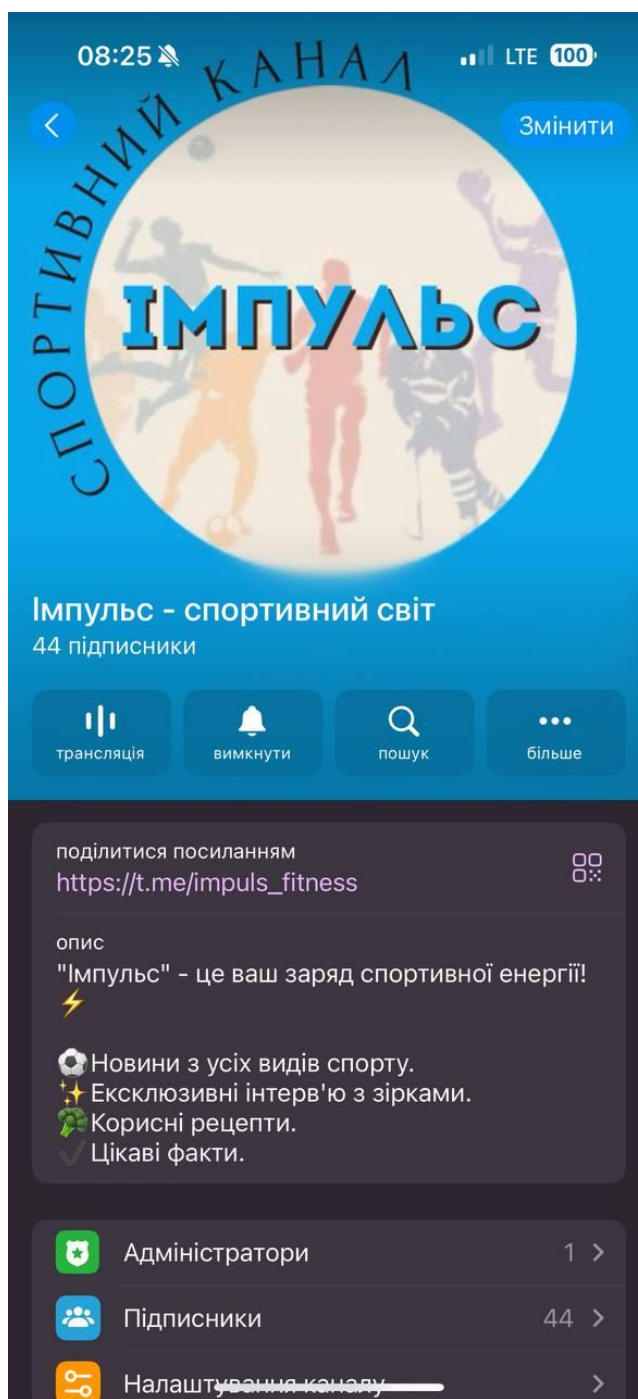 08:25
LTE 100
СПОРТИВНИЙ КАНАЛ
Змінити
ІМПУЛЬС
Імпульс - спортивний світ
44 підписники
трансляція вимкнути пошук більше
поділитися посиланням
https://t.me/impuls_fitness
опис
"Імпульс" - це ваш заряд спортивної енергії!
⚡
⚽Новини з усіх видів спорту.
✨Ексклюзивні інтерв'ю з зірками.
🥦Корисні рецепти.
✔️Цікаві факти.
Адміністратори 1
Підписники 44
Налаштування каналу